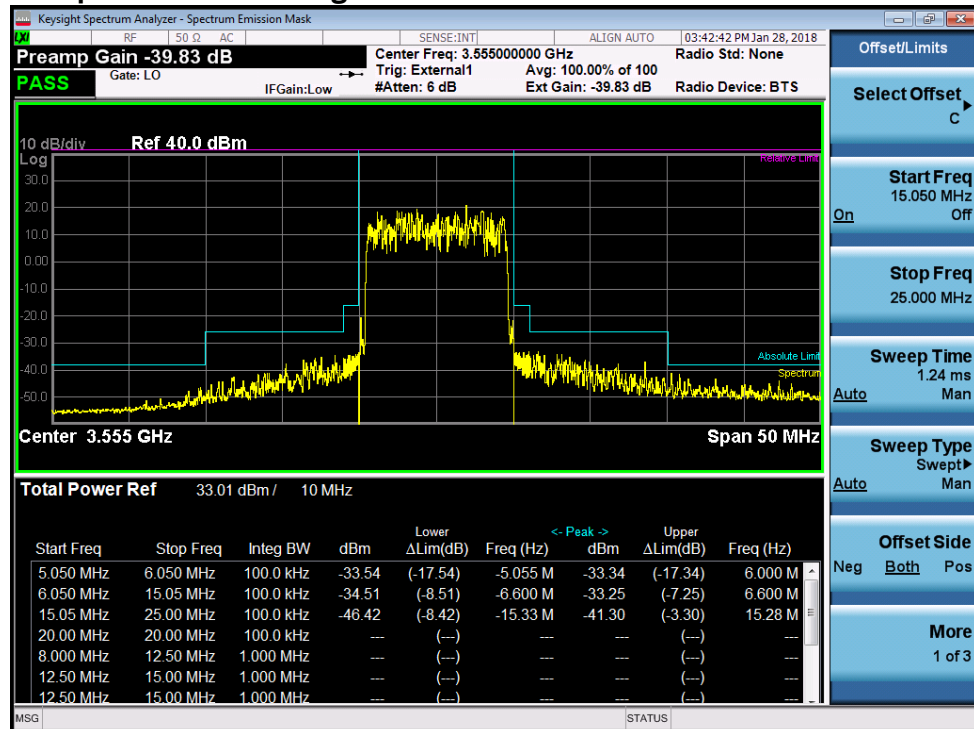 Keysight Spectrum Analyzer - Spectrum Emission Mask
LXI RF 50 Ω AC SENSE:INT ALIGN AUTO 03:42:42 PM Jan 28, 2018
Preamp Gain -39.83 dB Center Freq: 3.555000000 GHz Radio Std: None
PASS Gate: LO IFGain:Low Trig: External1 Avg: 100.00% of 100
#Atten: 6 dB Ext Gain: -39.83 dB Radio Device: BTS
10 dB/div Ref 40.0 dBm
Log
Relative Limit
30.0
20.0
10.0
0.00
-10.0
-20.0
-30.0
Absolute Limit
-40.0
Spectrum
-50.0
Center 3.555 GHz Span 50 MHz
Total Power Ref 33.01 dBm / 10 MHz
Lower <- Peak -> Upper
Start Freq Stop Freq Integ BW dBm ΔLim(dB) Freq (Hz) dBm ΔLim(dB) Freq (Hz)
5.050 MHz 6.050 MHz 100.0 kHz -33.54 (-17.54) -5.055 M -33.34 (-17.34) 6.000 M
6.050 MHz 15.05 MHz 100.0 kHz -34.51 (-8.51) -6.600 M -33.25 (-7.25) 6.600 M
15.05 MHz 25.00 MHz 100.0 kHz -46.42 (-8.42) -15.33 M -41.30 (-3.30) 15.28 M
20.00 MHz 20.00 MHz 100.0 kHz --- (---) --- --- (---) ---
8.000 MHz 12.50 MHz 1.000 MHz --- (---) --- --- (---) ---
12.50 MHz 15.00 MHz 1.000 MHz --- (---) --- --- (---) ---
12.50 MHz 15.00 MHz 1.000 MHz --- (---) --- --- (---) ---
MSG STATUS
Offset/Limits
Select Offset
C
Start Freq
15.050 MHz
On Off
Stop Freq
25.000 MHz
Sweep Time
1.24 ms
Auto Man
Sweep Type
Swept
Auto Man
Offset Side
Neg Both Pos
More
1 of 3